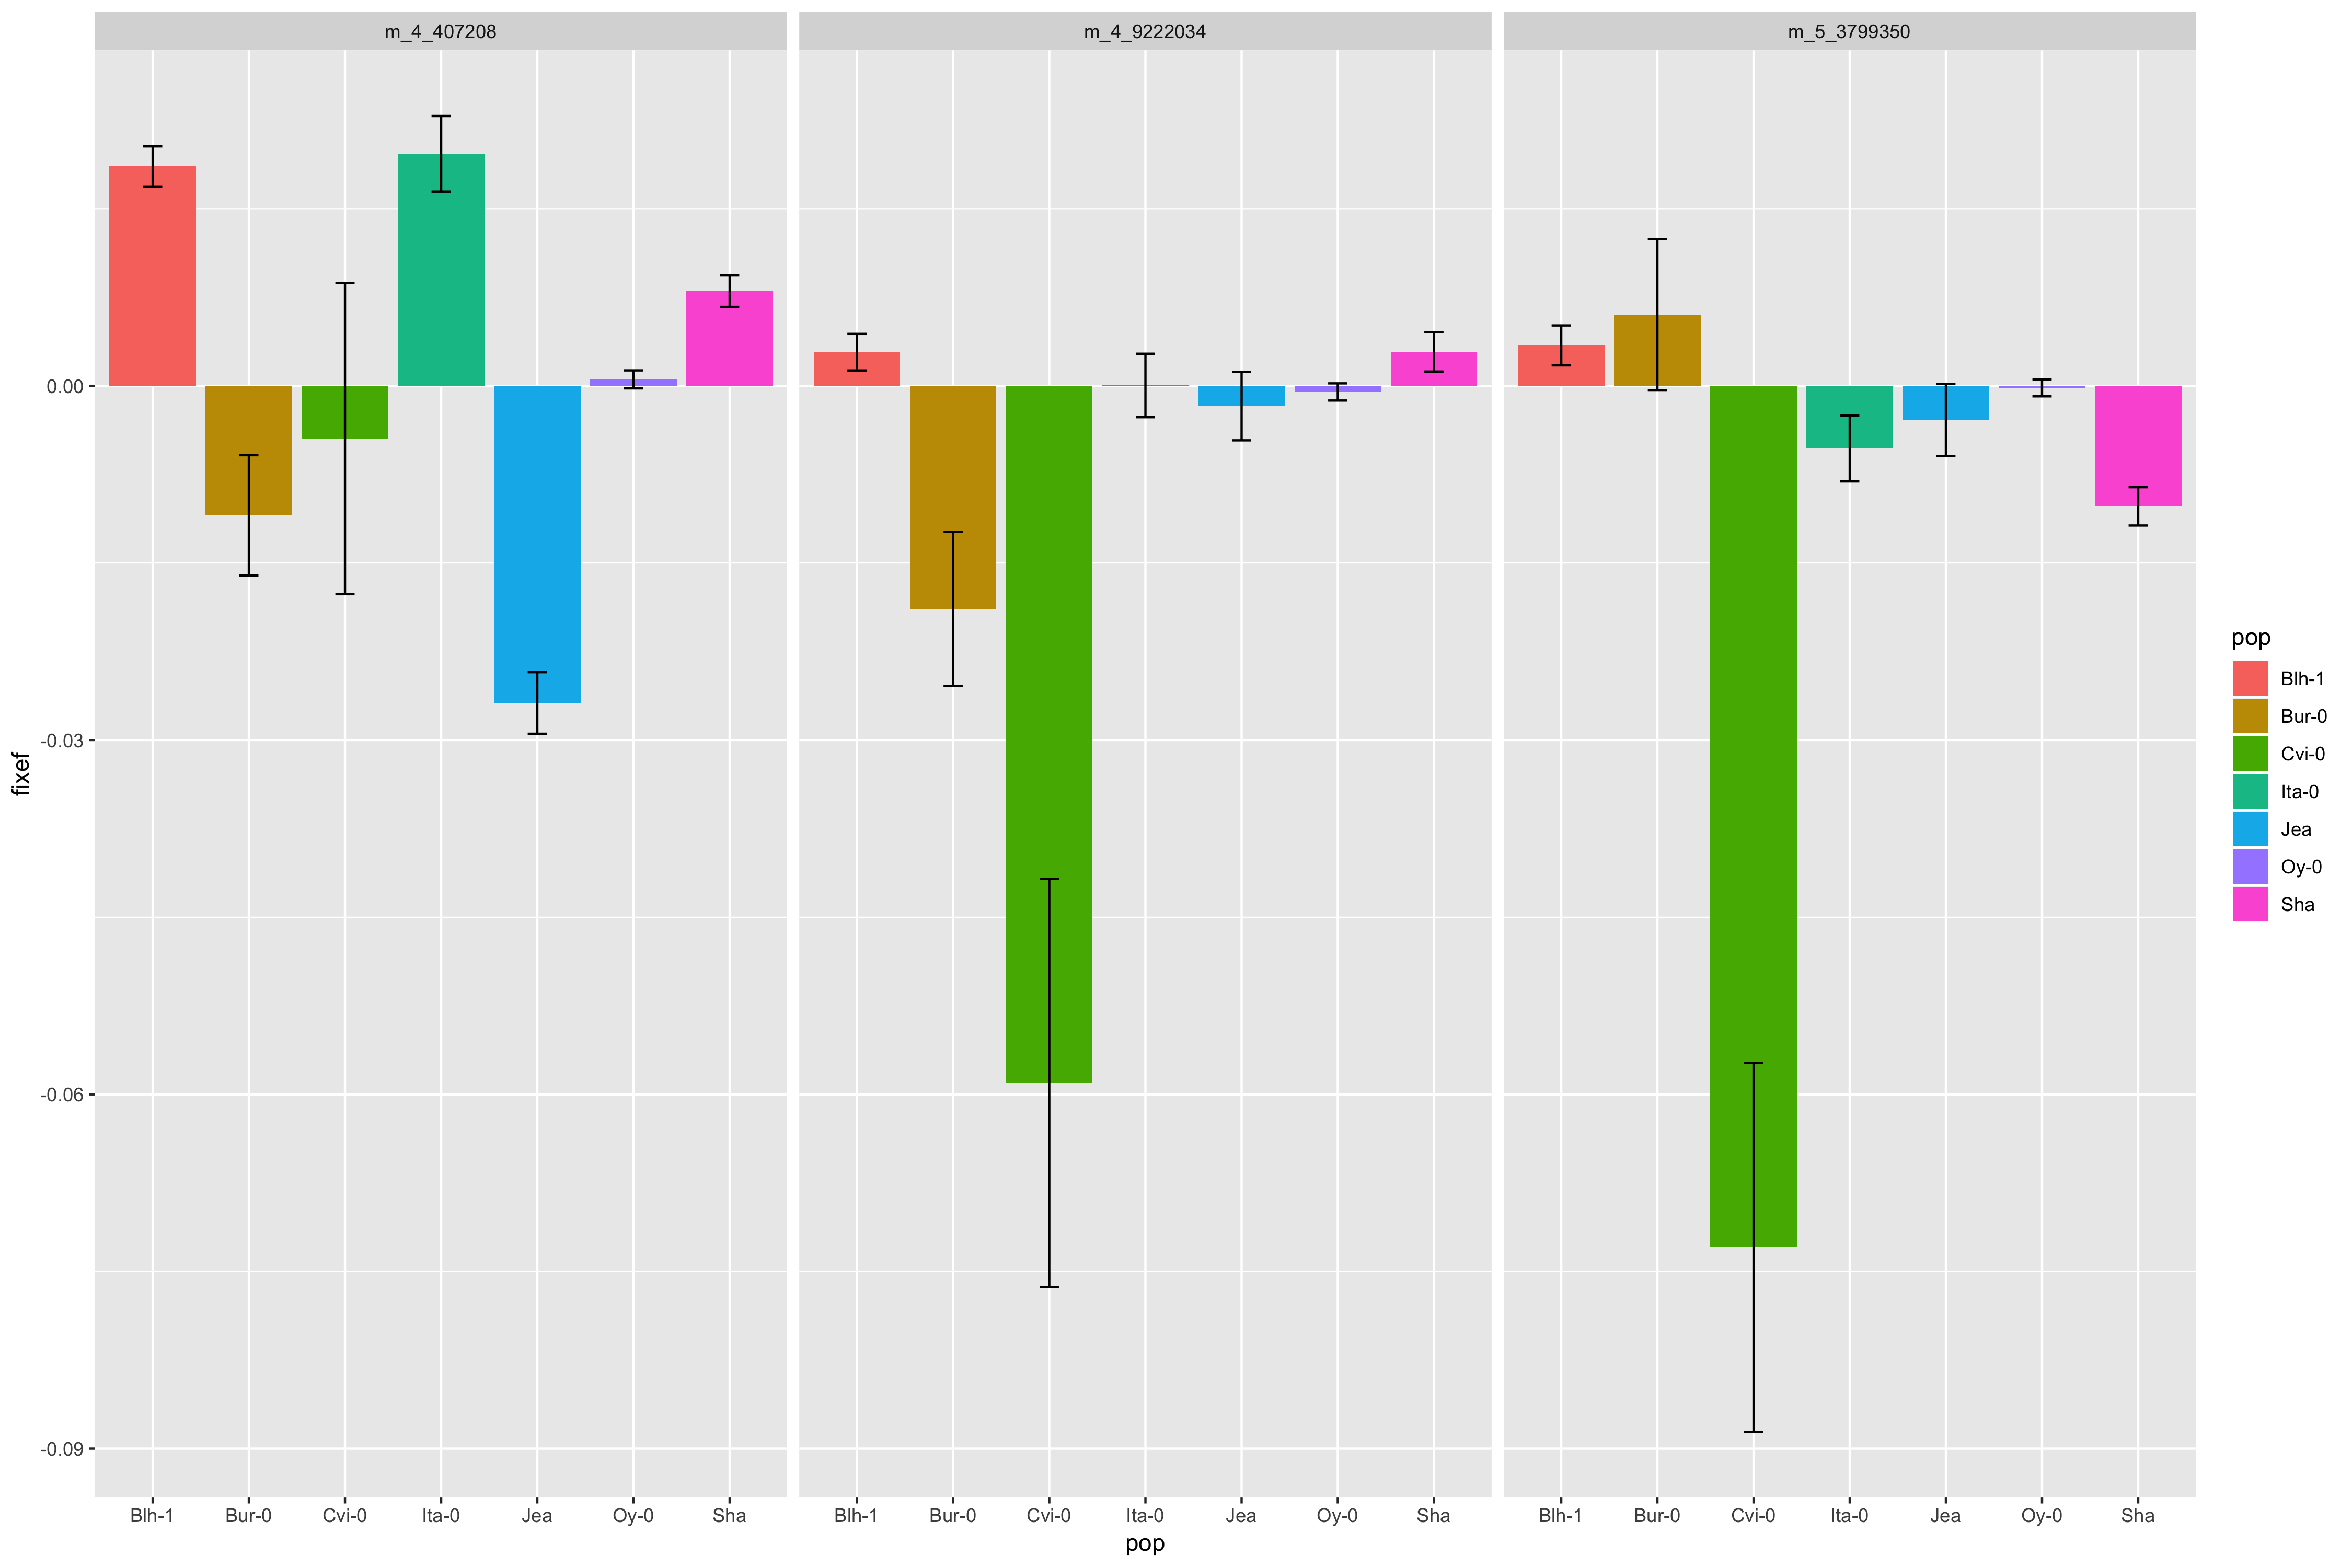 m_4_407208
m_4_9222034
m_5_3799350
0.00
-0.03
-0.06
-0.09
fixef
Blh-1 Bur-0 Cvi-0 Ita-0 Jea Oy-0 Sha
Blh-1 Bur-0 Cvi-0 Ita-0 Jea Oy-0 Sha
Blh-1 Bur-0 Cvi-0 Ita-0 Jea Oy-0 Sha
pop
pop
Blh-1
Bur-0
Cvi-0
Ita-0
Jea
Oy-0
Sha